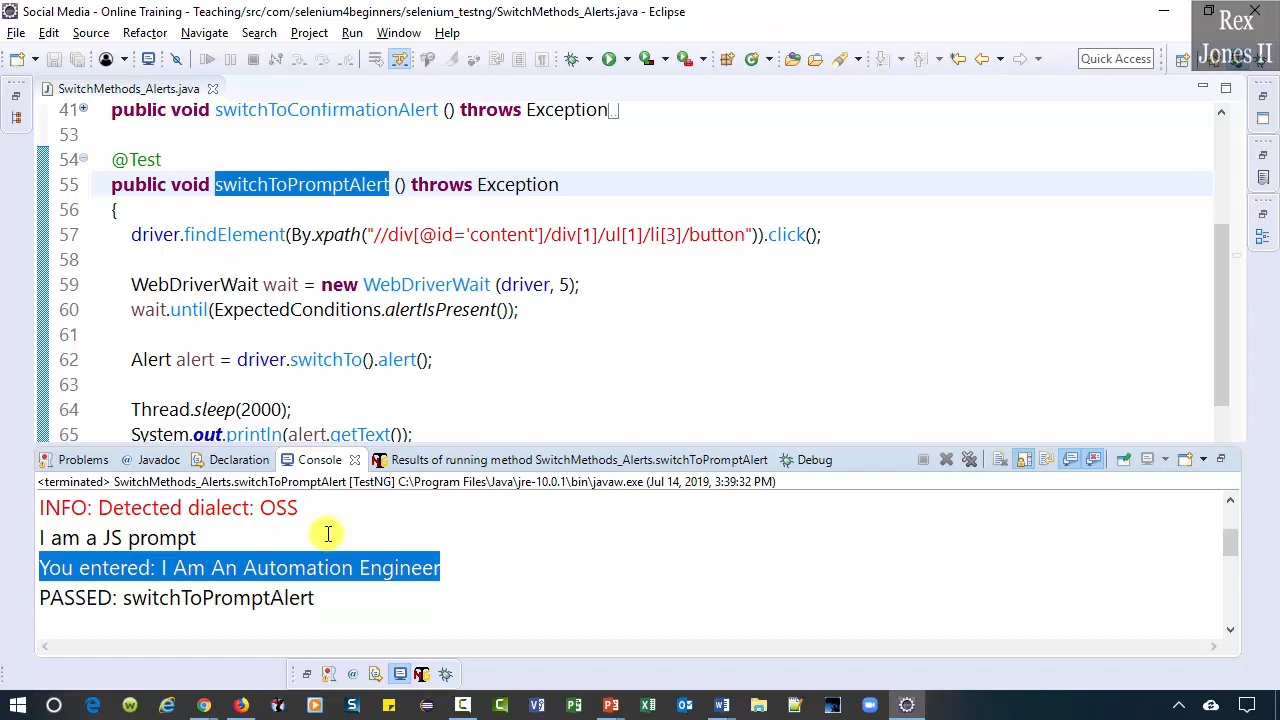 Social Media - Online Training - Teaching/src/com/selenium4beginners/selenium_testng/SwitchMethods_Alerts.java - Eclipse
Rex
Jones II
File Edit Source Refactor Navigate Search Project Run Window Help
Quick Access
SwitchMethods_Alerts.java
41 public void switchToConfirmationAlert () throws Exception
53
54 @Test
55 public void switchToPromptAlert () throws Exception
56 {
57 driver.findElement(By.xpath("//div[@id='content']/div[1]/ul[1]/li[3]/button")).click();
58
59 WebDriverWait wait = new WebDriverWait (driver, 5);
60 wait.until(ExpectedConditions.alertIsPresent());
61
62 Alert alert = driver.switchTo().alert();
63
64 Thread.sleep(2000);
65 System.out.println(alert.getText());
Problems @ Javadoc Declaration Console Results of running method SwitchMethods_Alerts.switchToPromptAlert Debug
<terminated> SwitchMethods_Alerts.switchToPromptAlert [TestNG] C:\Program Files\Java\jre-10.0.1\bin\javaw.exe (Jul 14, 2019, 3:39:32 PM)
INFO: Detected dialect: OSS
I am a JS prompt
You entered: I Am An Automation Engineer
PASSED: switchToPromptAlert